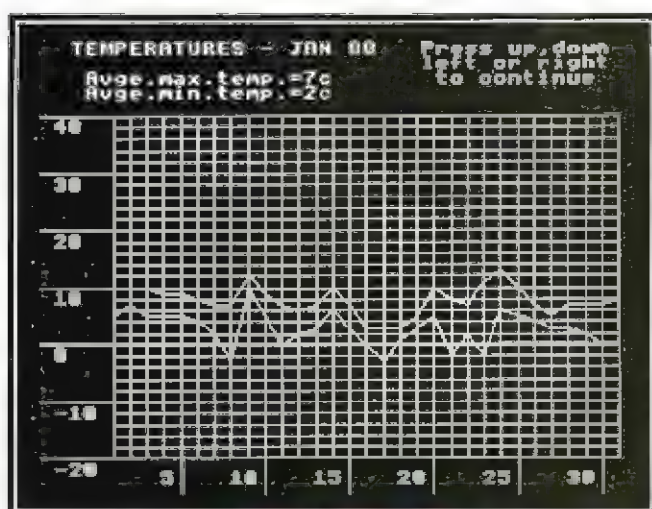 TEMPERATURES - JAN 00
Avge.max.temp.=7c
Avge.min.temp.=2c
Press up,down
left or right
to continue
40
30
20
10
0
-10
-20
5 10 15 20 25 30